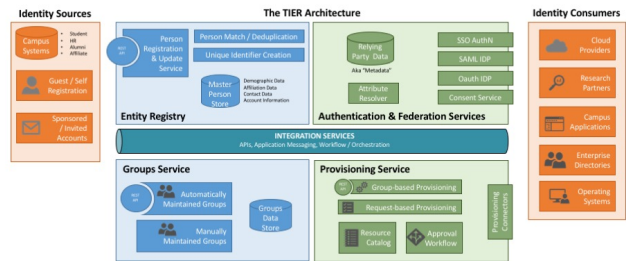 Identity Sources
The TIER Architecture
Identity Consumers
Campus
Systems
• Student
• HR
• Alumni
• Affiliate
Guest / Self
Registration
Sponsored
/ Invited
Accounts
REST
API
Person
Registration
& Update
Service
Person Match / Deduplication
Unique Identifier Creation
Master
Person
Store
Demographic Data
Affiliation Data
Contact Data
Account Information
Entity Registry
Relying
Party Data
Aka "Metadata"
Attribute
Resolver
SSO AuthN
SAML IDP
Oauth IDP
Consent Service
Authentication & Federation Services
INTEGRATION SERVICES
APIs, Application Messaging, Workflow / Orchestration
Groups Service
REST
API
Automatically
Maintained Groups
Manually
Maintained Groups
Groups
Data
Store
Provisioning Service
REST
API
Group-based Provisioning
Request-based Provisioning
Resource
Catalog
Approval
Workflow
Provisioning
Connectors
Cloud
Providers
Research
Partners
Campus
Applications
Enterprise
Directories
Operating
Systems